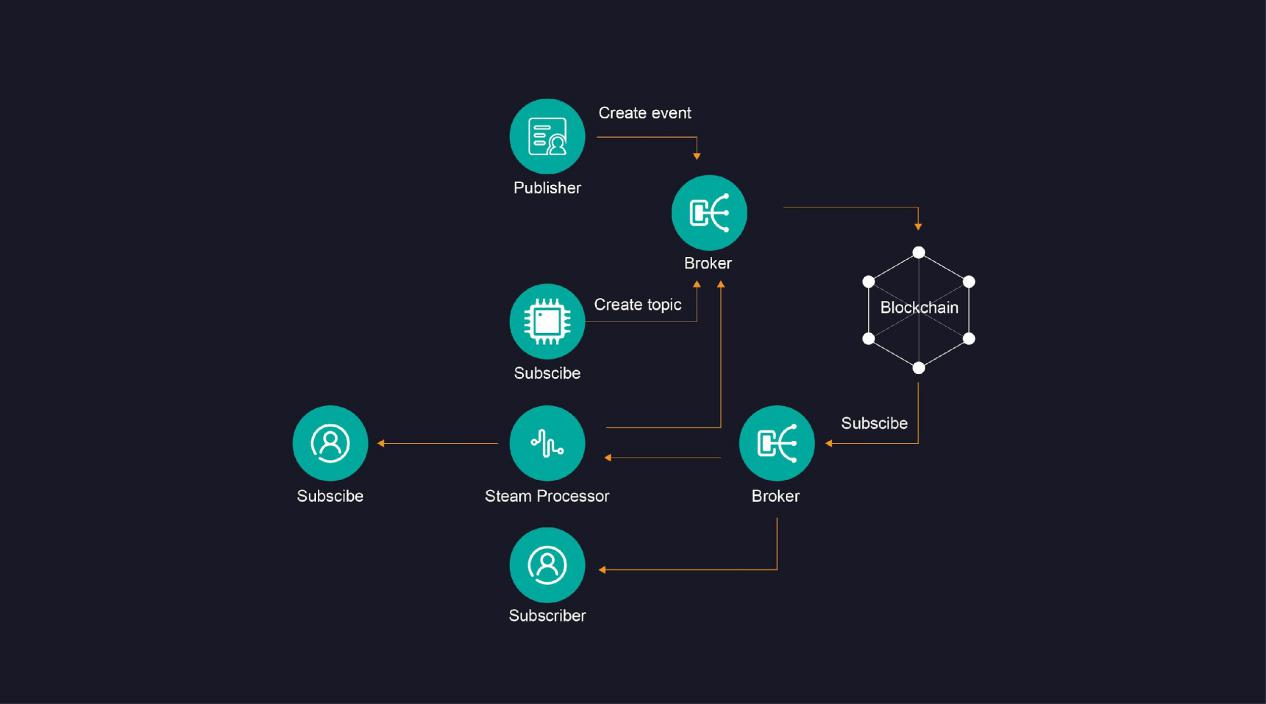 Create event
Publisher
Broker
Create topic
Blockchain
Subscibe
Subscibe
Subscibe
Steam Processor
Broker
Subscriber